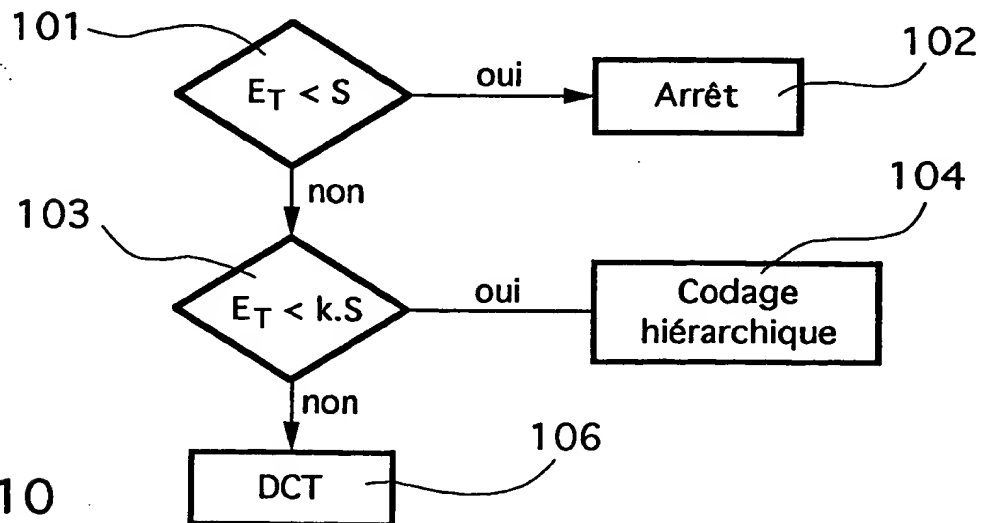 101
E_T < S
oui
Arrêt
102
non
103
E_T < k.S
oui
Codage
hiérarchique
104
non
DCT
106
10